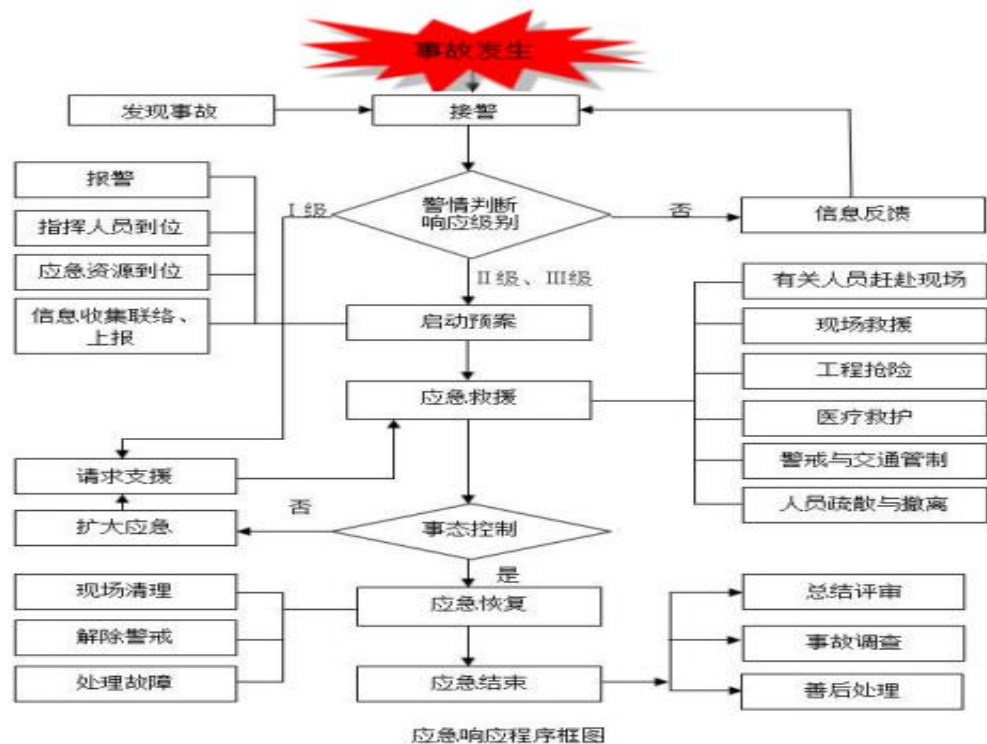 事故发生
发现事故
接警
报警
指挥人员到位
应急资源到位
信息收集联络、
上报
I级
警情判断
响应级别
否
信息反馈
II级、III级
启动预案
有关人员赶赴现场
现场救援
工程抢险
医疗救护
警戒与交通管制
人员疏散与撤离
应急救援
请求支援
扩大应急
否
事态控制
是
现场清理
解除警戒
处理故障
应急恢复
应急结束
总结评审
事故调查
善后处理
应急响应程序框图